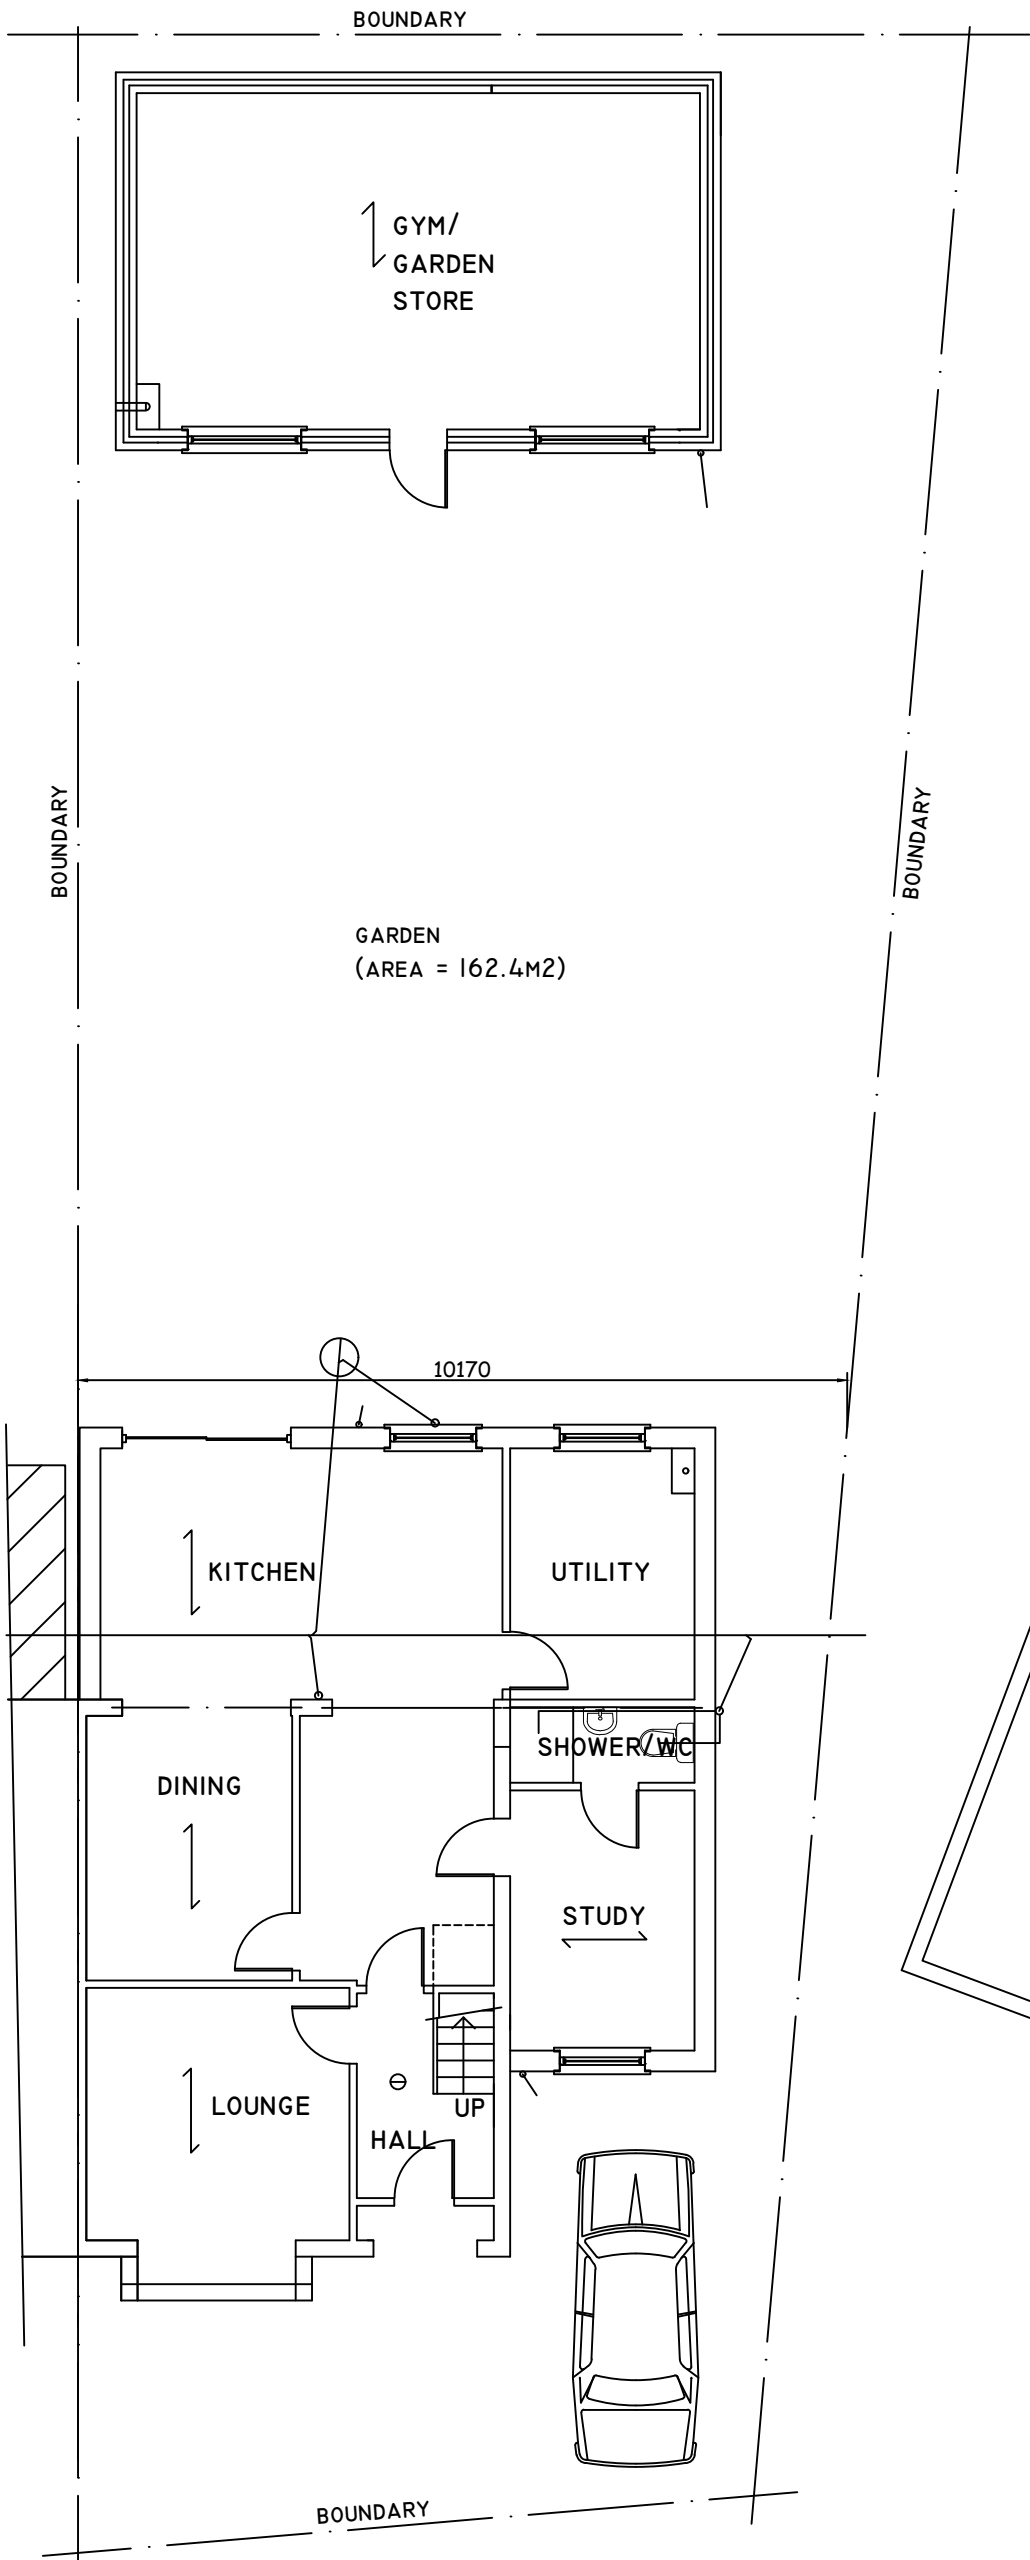 BOUNDARY
GYM/
GARDEN
STORE
BOUNDARY
BOUNDARY
GARDEN
(AREA = 162.4M2)
10170
KITCHEN
UTILITY
SHOWER/WC
DINING
STUDY
LOUNGE
UP
HALL
BOUNDARY